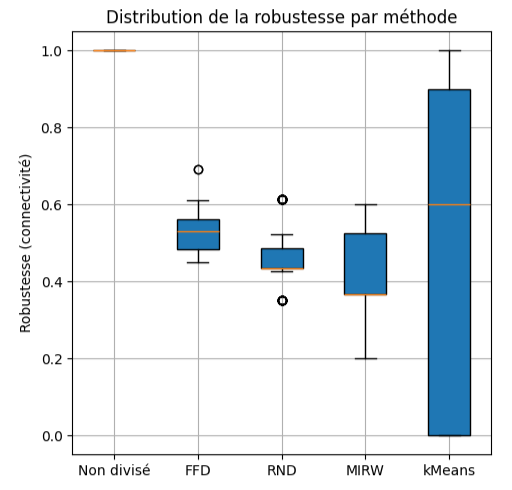 Distribution de la robustesse par méthode
Robustesse (connectivité)
1.0
0.8
0.6
0.4
0.2
0.0
Non divisé FFD RND MIRW kMeans